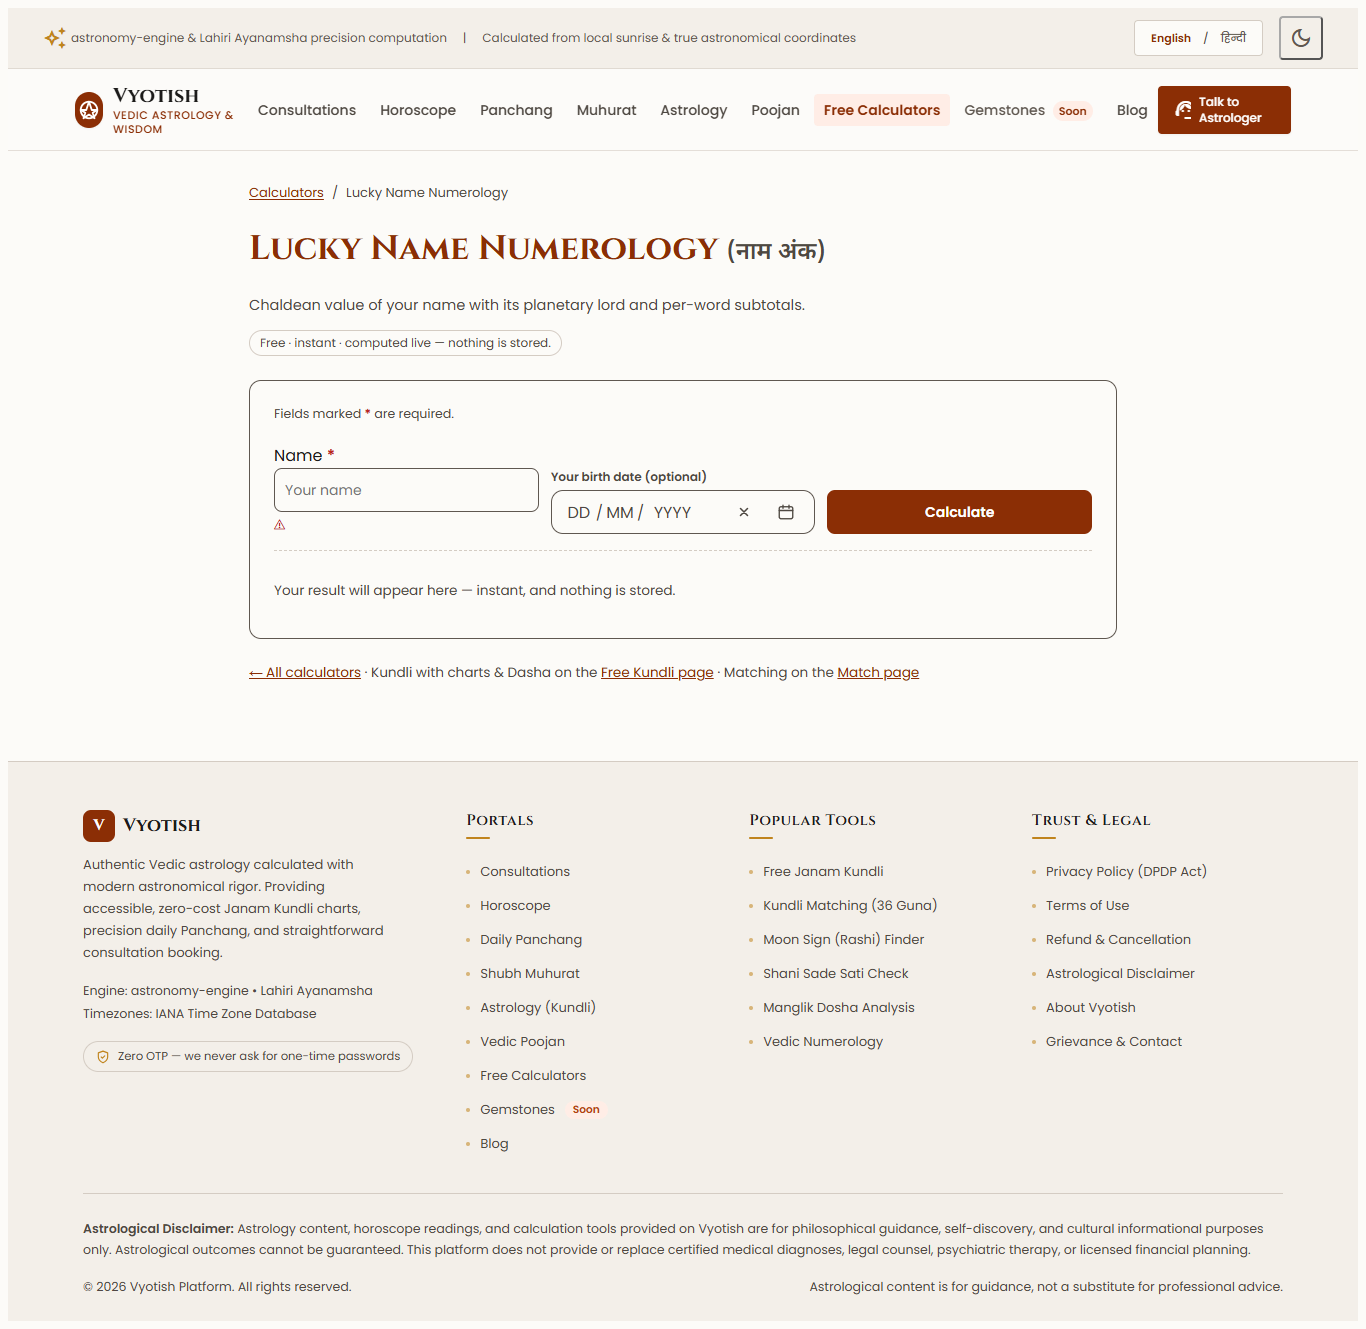 astronomy-engine & Lahiri Ayanamsha precision computation | Calculated from local sunrise & true astronomical coordinates
English / हिन्दी
Vyotish
VEDIC ASTROLOGY & WISDOM
Consultations Horoscope Panchang Muhurat Astrology Poojan Free Calculators Gemstones Soon Blog
Talk to Astrologer
Calculators / Lucky Name Numerology
Lucky Name Numerology (नाम अंक)
Chaldean value of your name with its planetary lord and per-word subtotals.
Free · instant · computed live — nothing is stored.
Fields marked * are required.
Name *
Your name
Your birth date (optional)
DD / MM / YYYY
Calculate
Your result will appear here — instant, and nothing is stored.
← All calculators · Kundli with charts & Dasha on the Free Kundli page · Matching on the Match page
V Vyotish
Authentic Vedic astrology calculated with
modern astronomical rigor. Providing
accessible, zero-cost Janam Kundli charts,
precision daily Panchang, and straightforward
consultation booking.
Engine: astronomy-engine • Lahiri Ayanamsha
Timezones: IANA Time Zone Database
Zero OTP — we never ask for one-time passwords
Portals
Consultations
Horoscope
Daily Panchang
Shubh Muhurat
Astrology (Kundli)
Vedic Poojan
Free Calculators
Gemstones Soon
Blog
Popular Tools
Free Janam Kundli
Kundli Matching (36 Guna)
Moon Sign (Rashi) Finder
Shani Sade Sati Check
Manglik Dosha Analysis
Vedic Numerology
Trust & Legal
Privacy Policy (DPDP Act)
Terms of Use
Refund & Cancellation
Astrological Disclaimer
About Vyotish
Grievance & Contact
Astrological Disclaimer: Astrology content, horoscope readings, and calculation tools provided on Vyotish are for philosophical guidance, self-discovery, and cultural informational purposes
only. Astrological outcomes cannot be guaranteed. This platform does not provide or replace certified medical diagnoses, legal counsel, psychiatric therapy, or licensed financial planning.
© 2026 Vyotish Platform. All rights reserved.
Astrological content is for guidance, not a substitute for professional advice.